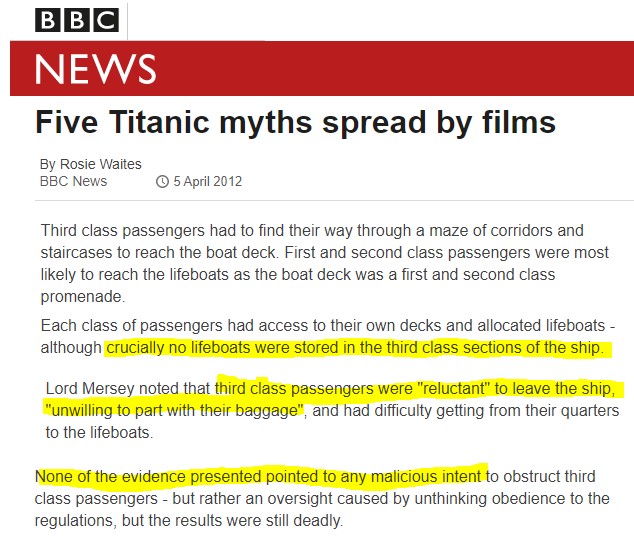 BBC
NEWS
Five Titanic myths spread by films
By Rosie Waites
BBC News 5 April 2012
Third class passengers had to find their way through a maze of corridors and
staircases to reach the boat deck. First and second class passengers were most
likely to reach the lifeboats as the boat deck was a first and second class
promenade.
Each class of passengers had access to their own decks and allocated lifeboats -
although crucially no lifeboats were stored in the third class sections of the ship.
Lord Mersey noted that third class passengers were "reluctant" to leave the ship,
"unwilling to part with their baggage", and had difficulty getting from their quarters
to the lifeboats.
None of the evidence presented pointed to any malicious intent to obstruct third
class passengers - but rather an oversight caused by unthinking obedience to the
regulations, but the results were still deadly.